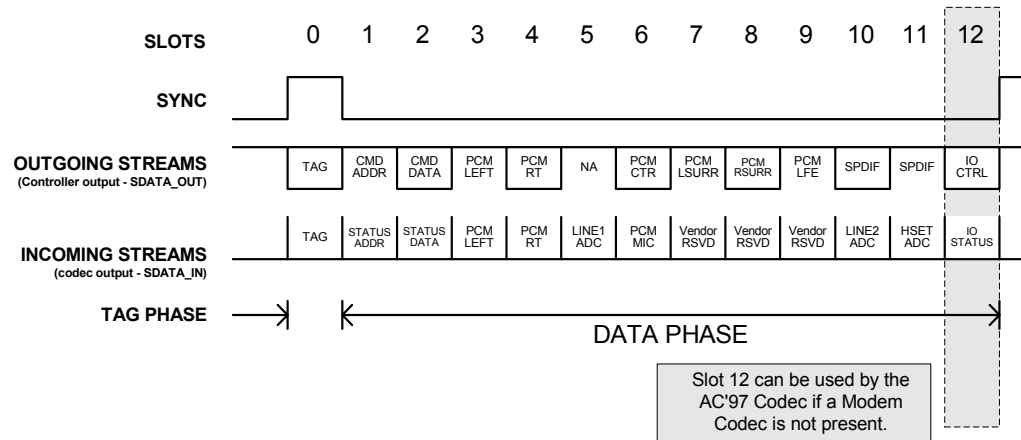 SLOTS 0 1 2 3 4 5 6 7 8 9 10 11 12
SYNC
OUTGOING STREAMS
(Controller output - SDATA_OUT)
TAG
CMD
ADDR
CMD
DATA
PCM
LEFT
PCM
RT
NA
PCM
CTR
PCM
LSURR
PCM
RSURR
PCM
LFE
SPDIF
SPDIF
IO
CTRL
INCOMING STREAMS
(codec output - SDATA_IN)
TAG
STATUS
ADDR
STATUS
DATA
PCM
LEFT
PCM
RT
LINE1
ADC
PCM
MIC
Vendor
RSVD
Vendor
RSVD
Vendor
RSVD
LINE2
ADC
HSET
ADC
IO
STATUS
TAG PHASE
DATA PHASE
Slot 12 can be used by the
AC'97 Codec if a Modem
Codec is not present.